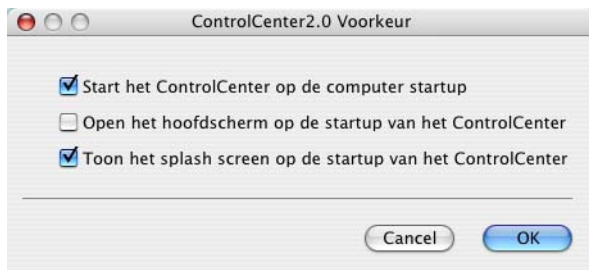 ControlCenter2.0 Voorkeur
Start het ControlCenter op de computer startup
Open het hoofdscherm op de startup van het ControlCenter
Toon het splash screen op de startup van het ControlCenter
Cancel OK